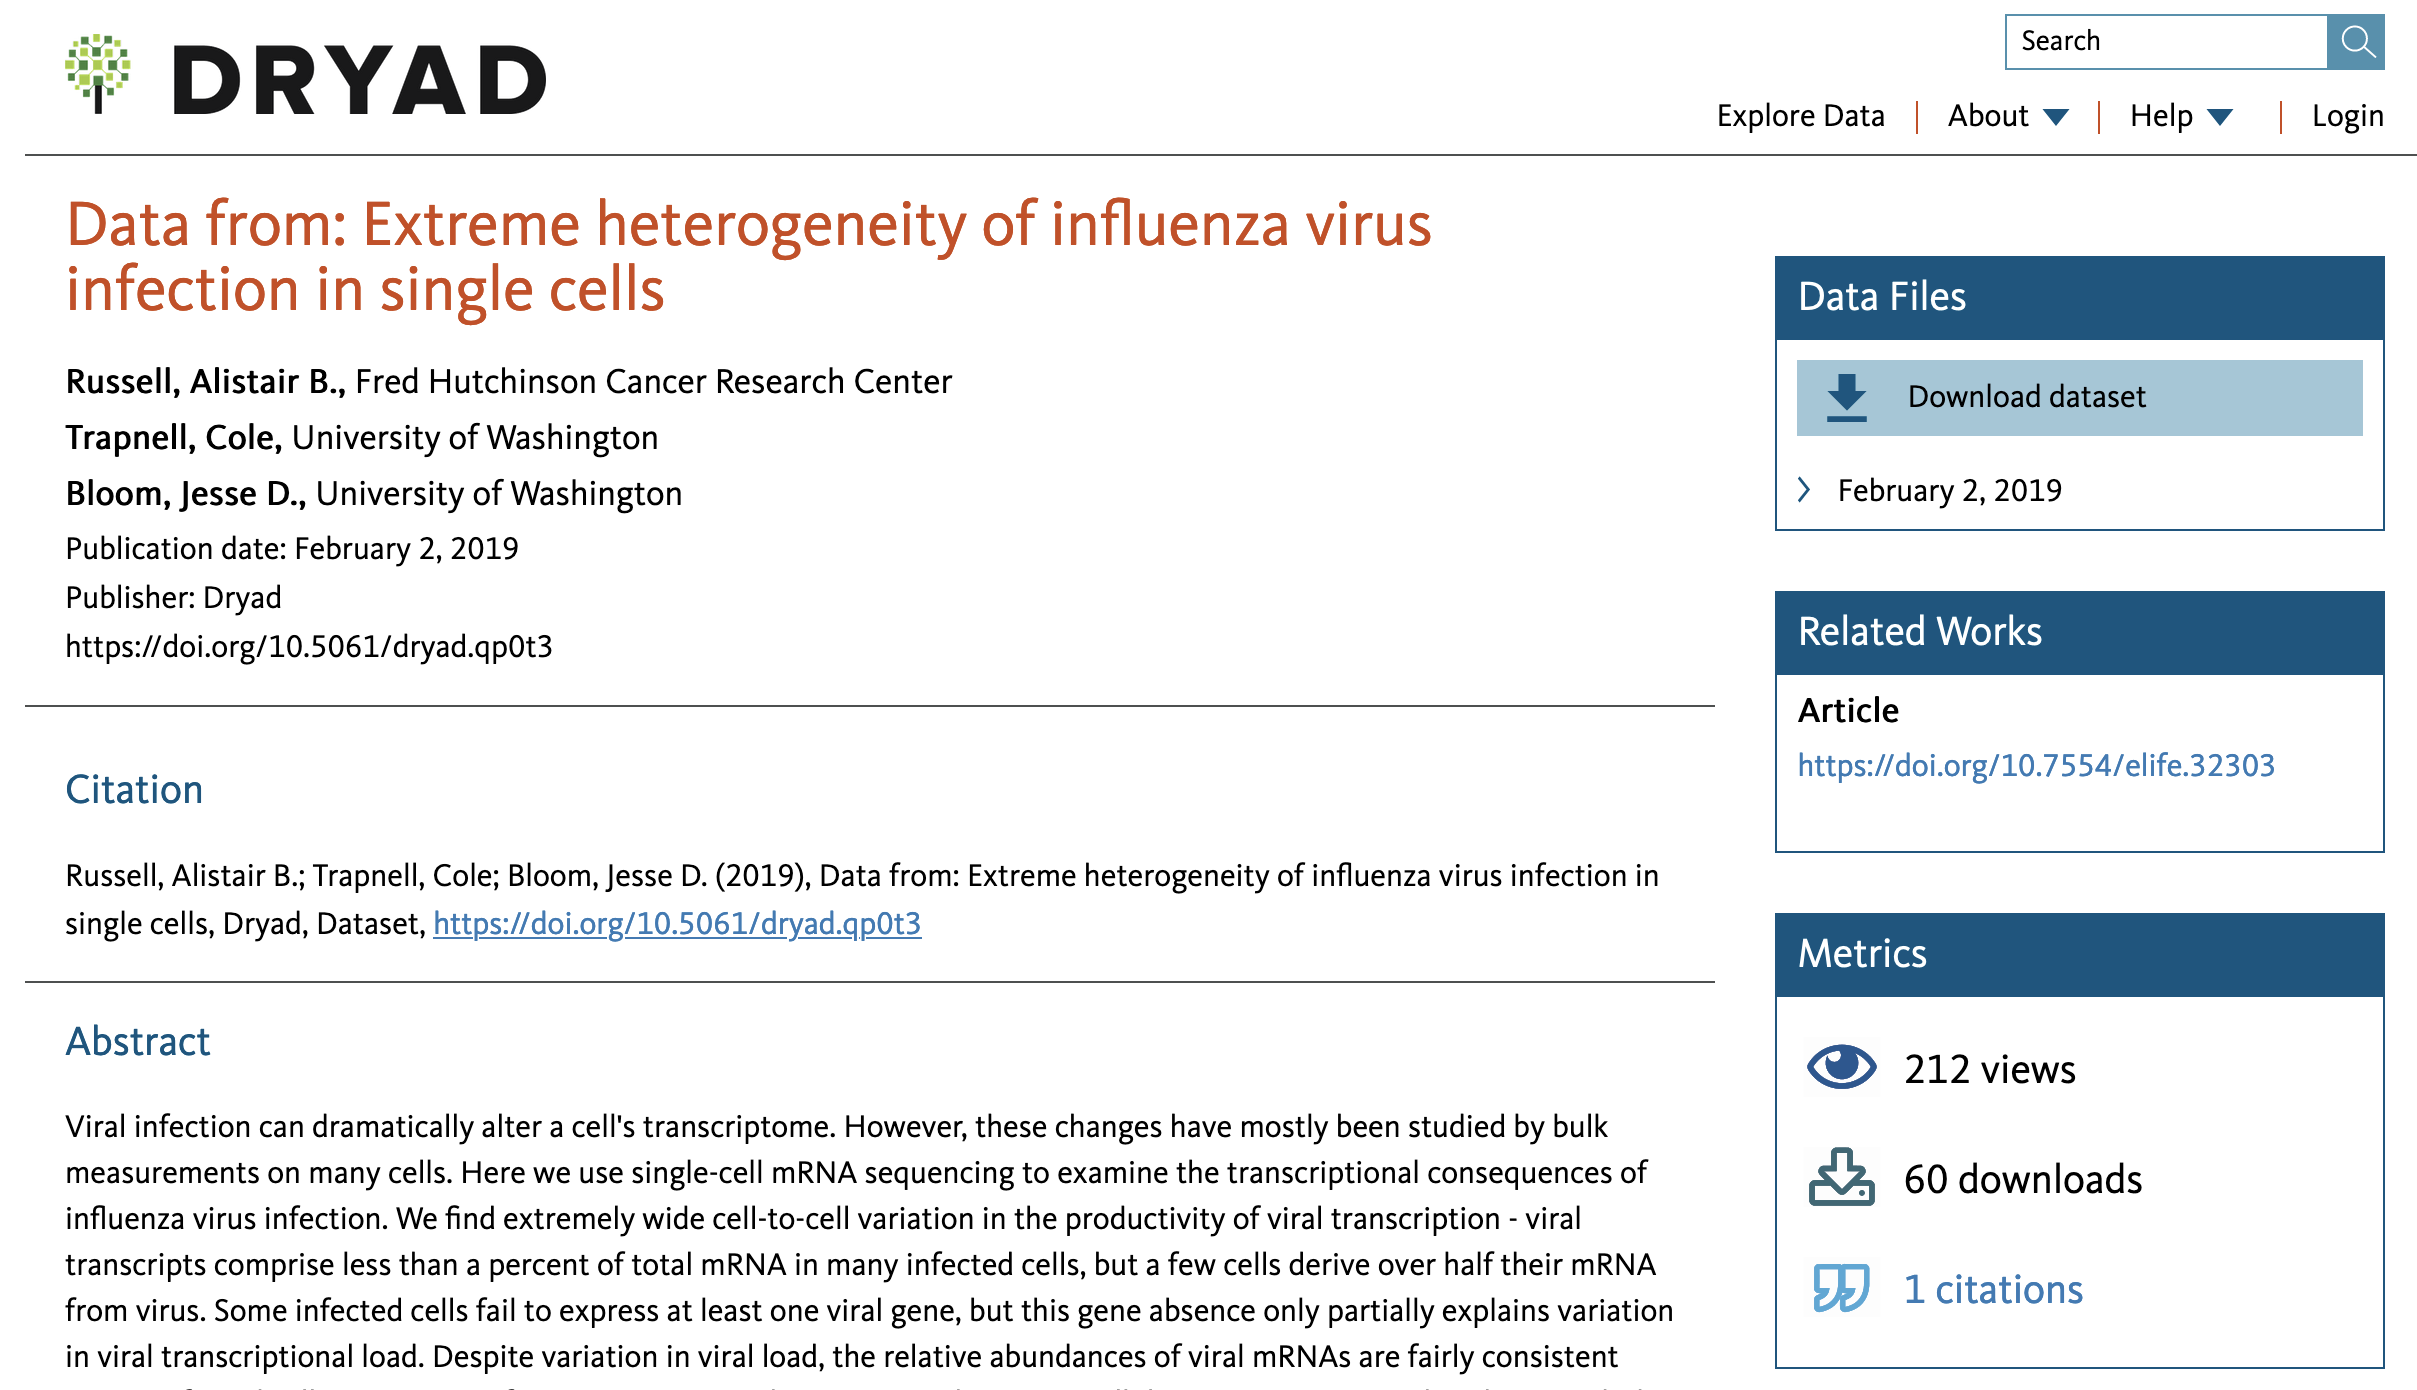 DRYAD
Search
Explore Data | About | Help | Login
Data from: Extreme heterogeneity of influenza virus
infection in single cells
Russell, Alistair B., Fred Hutchinson Cancer Research Center
Trapnell, Cole, University of Washington
Bloom, Jesse D., University of Washington
Publication date: February 2, 2019
Publisher: Dryad
https://doi.org/10.5061/dryad.qp0t3
Citation
Russell, Alistair B.; Trapnell, Cole; Bloom, Jesse D. (2019), Data from: Extreme heterogeneity of influenza virus infection in
single cells, Dryad, Dataset, https://doi.org/10.5061/dryad.qp0t3
Abstract
Viral infection can dramatically alter a cell's transcriptome. However, these changes have mostly been studied by bulk
measurements on many cells. Here we use single-cell mRNA sequencing to examine the transcriptional consequences of
influenza virus infection. We find extremely wide cell-to-cell variation in the productivity of viral transcription - viral
transcripts comprise less than a percent of total mRNA in many infected cells, but a few cells derive over half their mRNA
from virus. Some infected cells fail to express at least one viral gene, but this gene absence only partially explains variation
in viral transcriptional load. Despite variation in viral load, the relative abundances of viral mRNAs are fairly consistent
Data Files
Download dataset
February 2, 2019
Related Works
Article
https://doi.org/10.7554/elife.32303
Metrics
212 views
60 downloads
1 citations